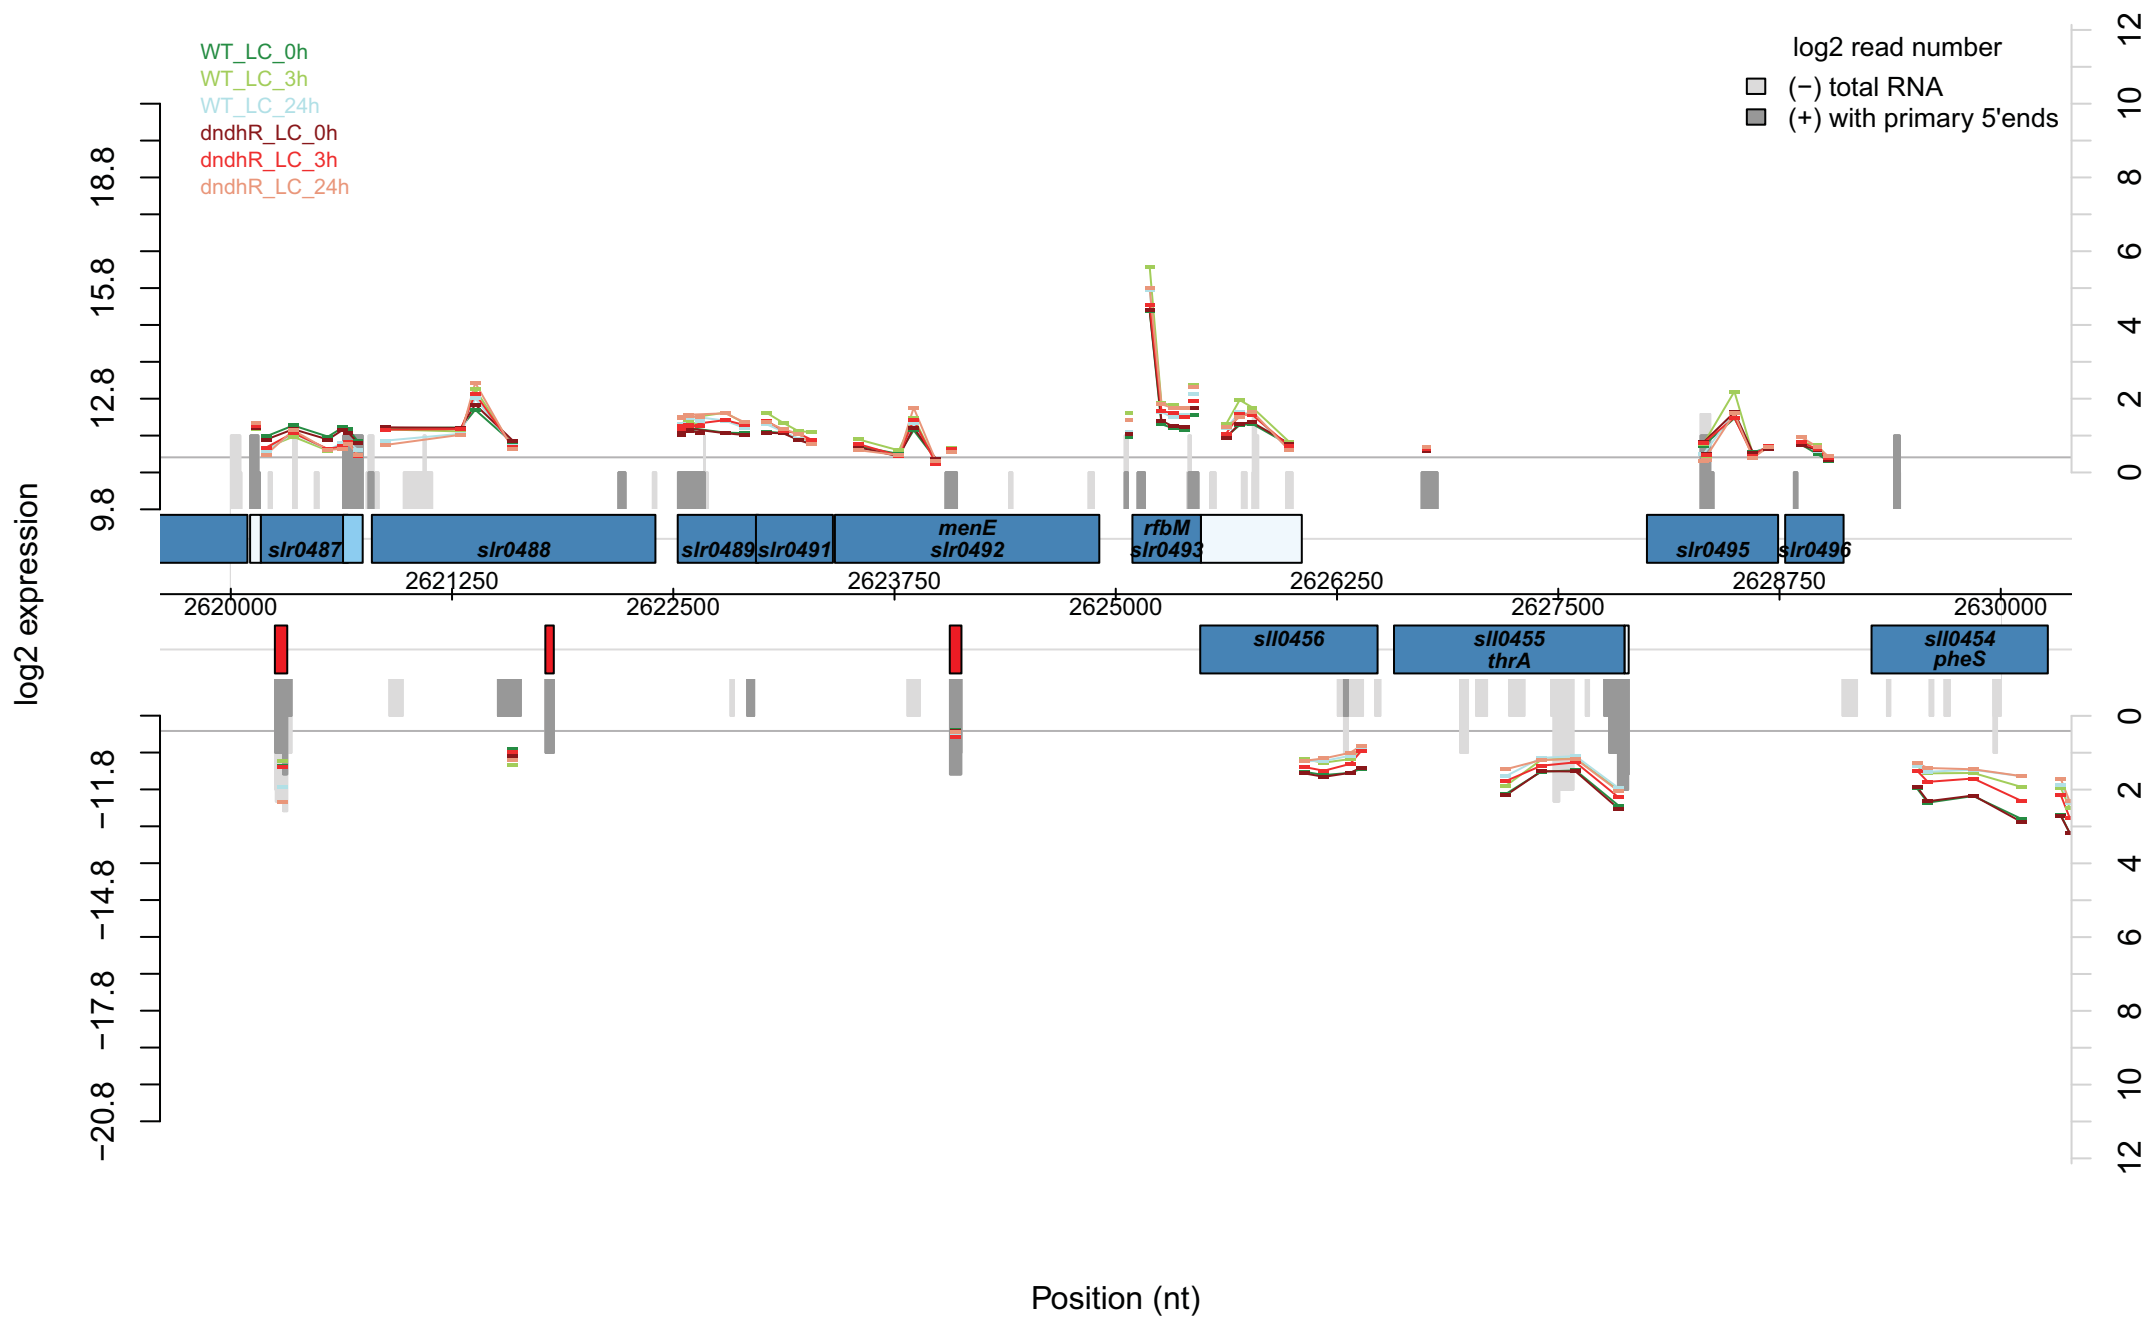 WT_LC_0h
WT_LC_3h
WT_LC_24h
dndhR_LC_0h
dndhR_LC_3h
dndhR_LC_24h
log2 read number
(−) total RNA
(+) with primary 5'ends
18.8
15.8
12.8
9.8
12
10
8
6
4
2
0
log2 expression
menE
rfbM
slr0487
slr0488
slr0489
slr0491
slr0492
slr0493
slr0495
slr0496
2621250
2623750
2626250
2628750
2620000
2622500
2625000
2627500
2630000
sll0456
sll0455
thrA
sll0454
pheS
−11.8
−14.8
−17.8
−20.8
0
2
4
6
8
10
12
Position (nt)